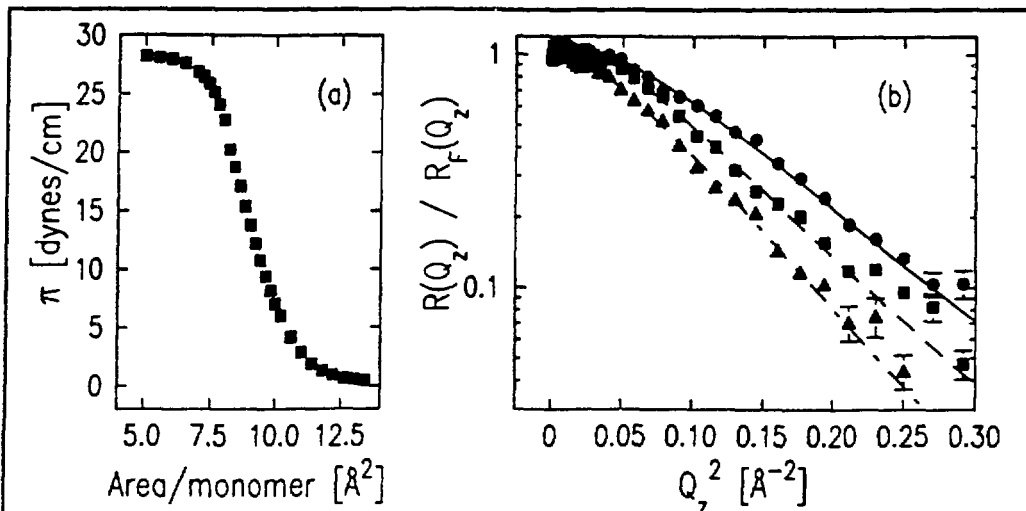 30
25
20
15
10
5
0
π [dynes/cm]
(a)
5.0 7.5 10.0 12.5
Area/monomer [Å²]
1
0.1
R(Q_z) / R_F(Q_z)
(b)
0 0.05 0.10 0.15 0.20 0.25 0.30
Q_z² [Å⁻²]